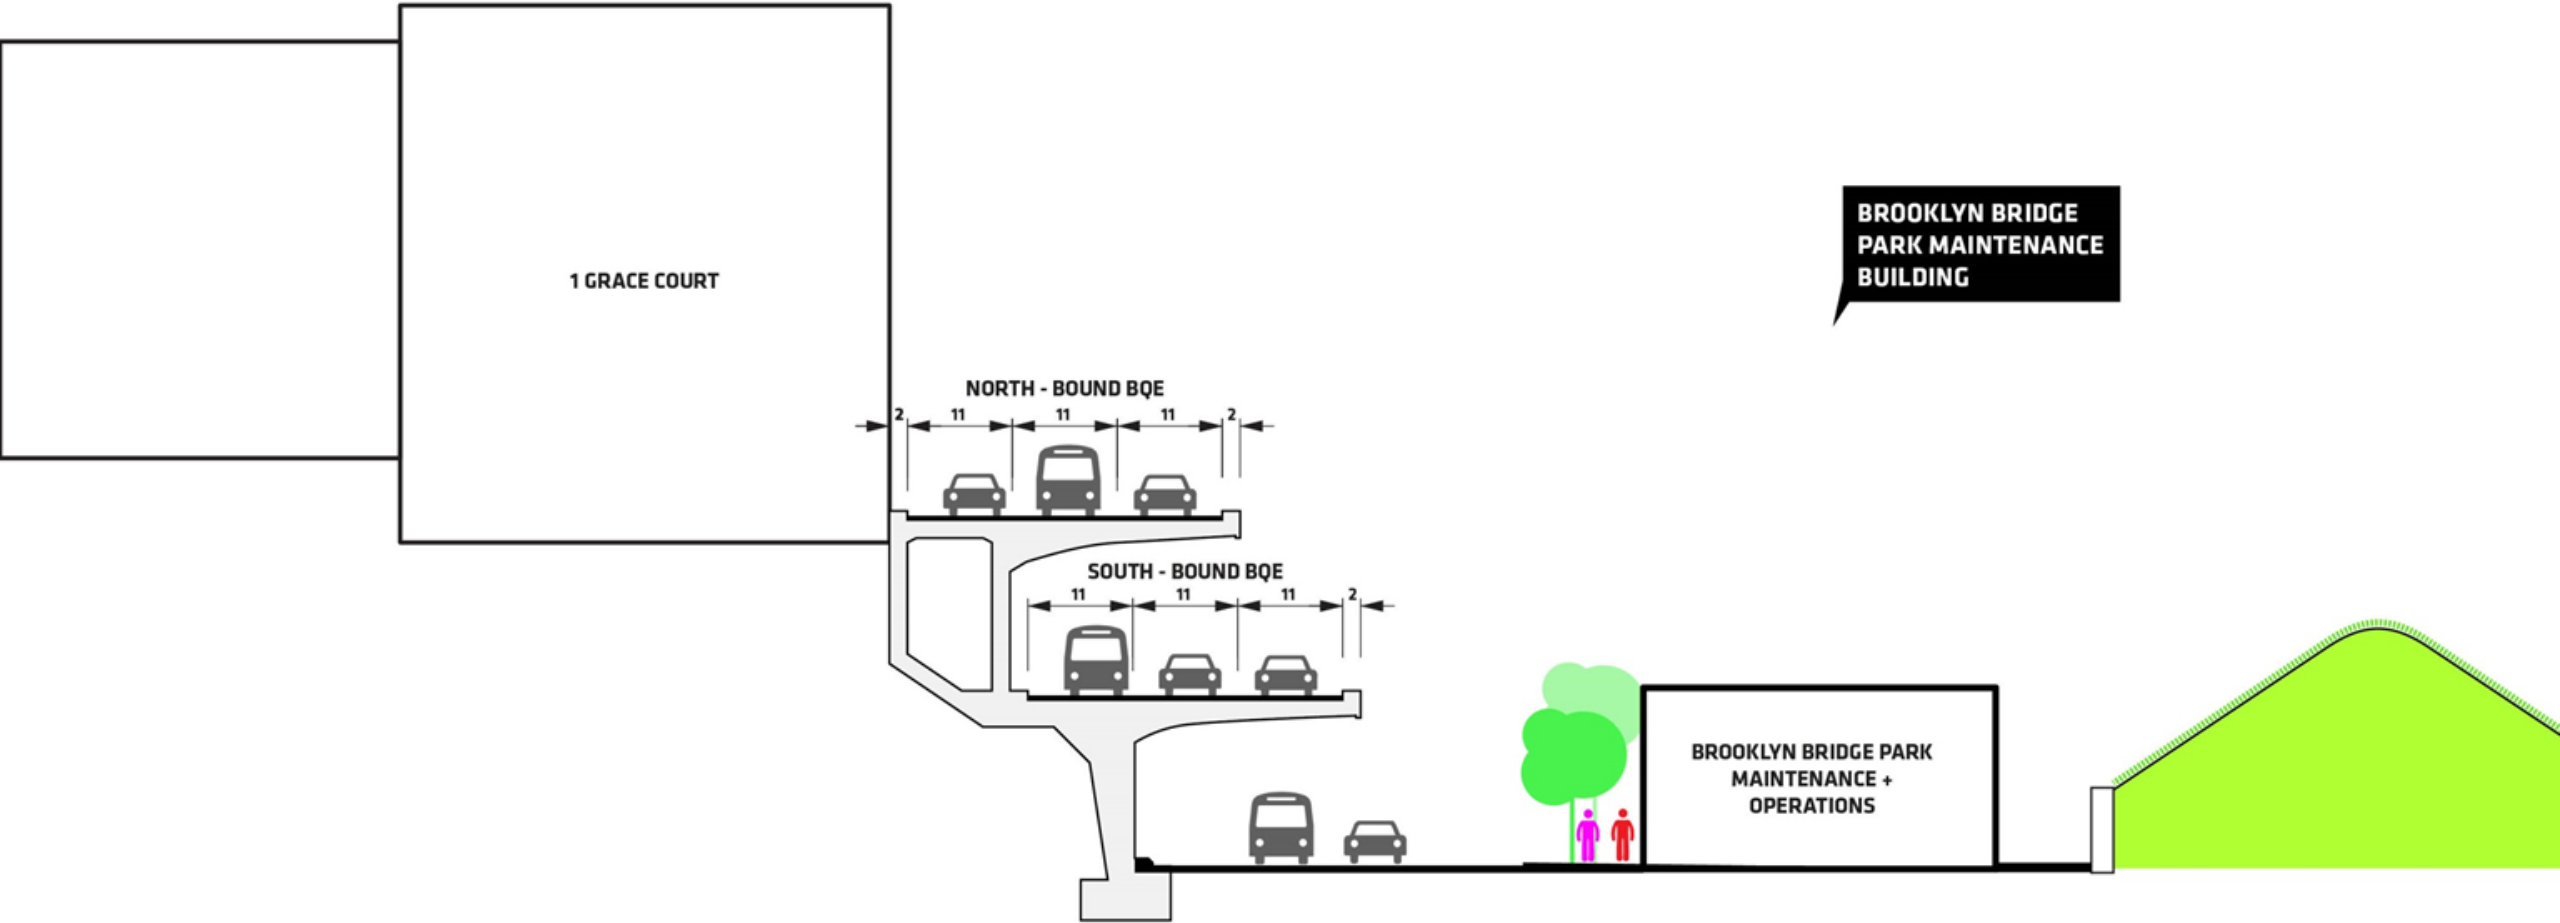 1 GRACE COURT
BROOKLYN BRIDGE
PARK MAINTENANCE
BUILDING
NORTH - BOUND BQE
2 11 11 11 2
SOUTH - BOUND BQE
11 11 11 2
BROOKLYN BRIDGE PARK
MAINTENANCE +
OPERATIONS